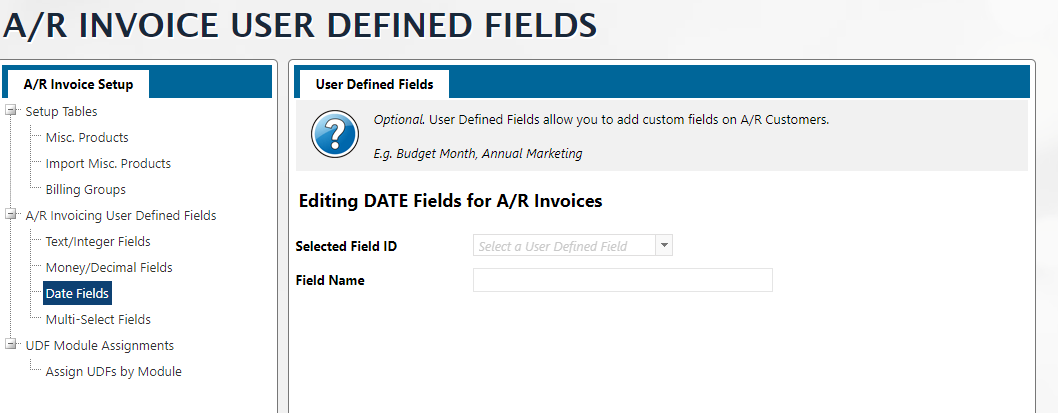 A/R INVOICE USER DEFINED FIELDS
A/R Invoice Setup
Setup Tables
Misc. Products
Import Misc. Products
Billing Groups
A/R Invoicing User Defined Fields
Text/Integer Fields
Money/Decimal Fields
Date Fields
Multi-Select Fields
UDF Module Assignments
Assign UDFs by Module
User Defined Fields
?
Optional. User Defined Fields allow you to add custom fields on A/R Customers.
E.g. Budget Month, Annual Marketing
Editing DATE Fields for A/R Invoices
Selected Field ID Select a User Defined Field
Field Name